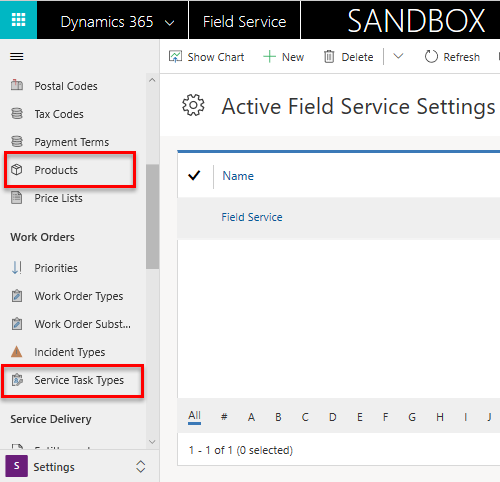 Dynamics 365 Field Service SANDBOX
Show Chart New Delete Refresh
Postal Codes
Tax Codes
Payment Terms
Products
Price Lists
Work Orders
Priorities
Work Order Types
Work Order Subst...
Incident Types
Service Task Types
Service Delivery
S Settings
Active Field Service Settings
Name
Field Service
All # A B C D E F G H I J
1 - 1 of 1 (0 selected)